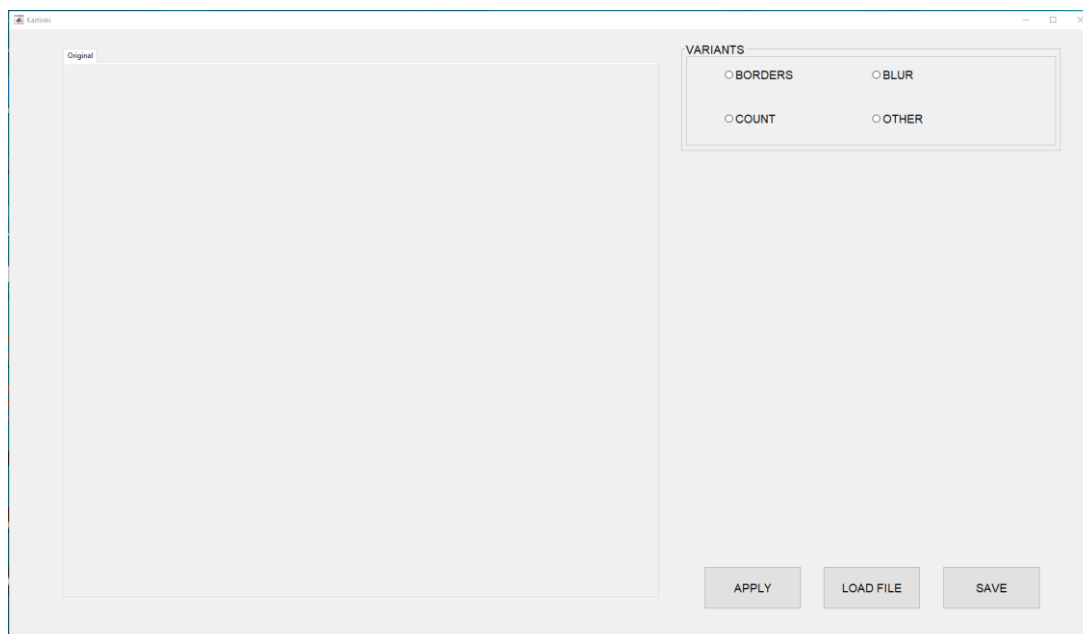 Kartinki
Original
VARIANTS
BORDERS BLUR
COUNT OTHER
APPLY LOAD FILE SAVE